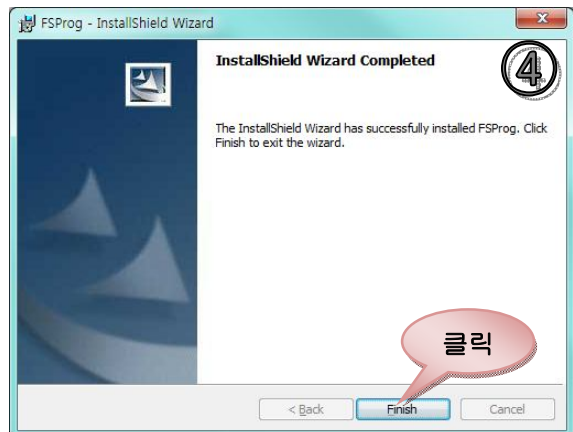 FSProg - InstallShield Wizard
InstallShield Wizard Completed
④
The InstallShield Wizard has successfully installed FSProg. Click
Finish to exit the wizard.
클릭
< Back
Finish
Cancel